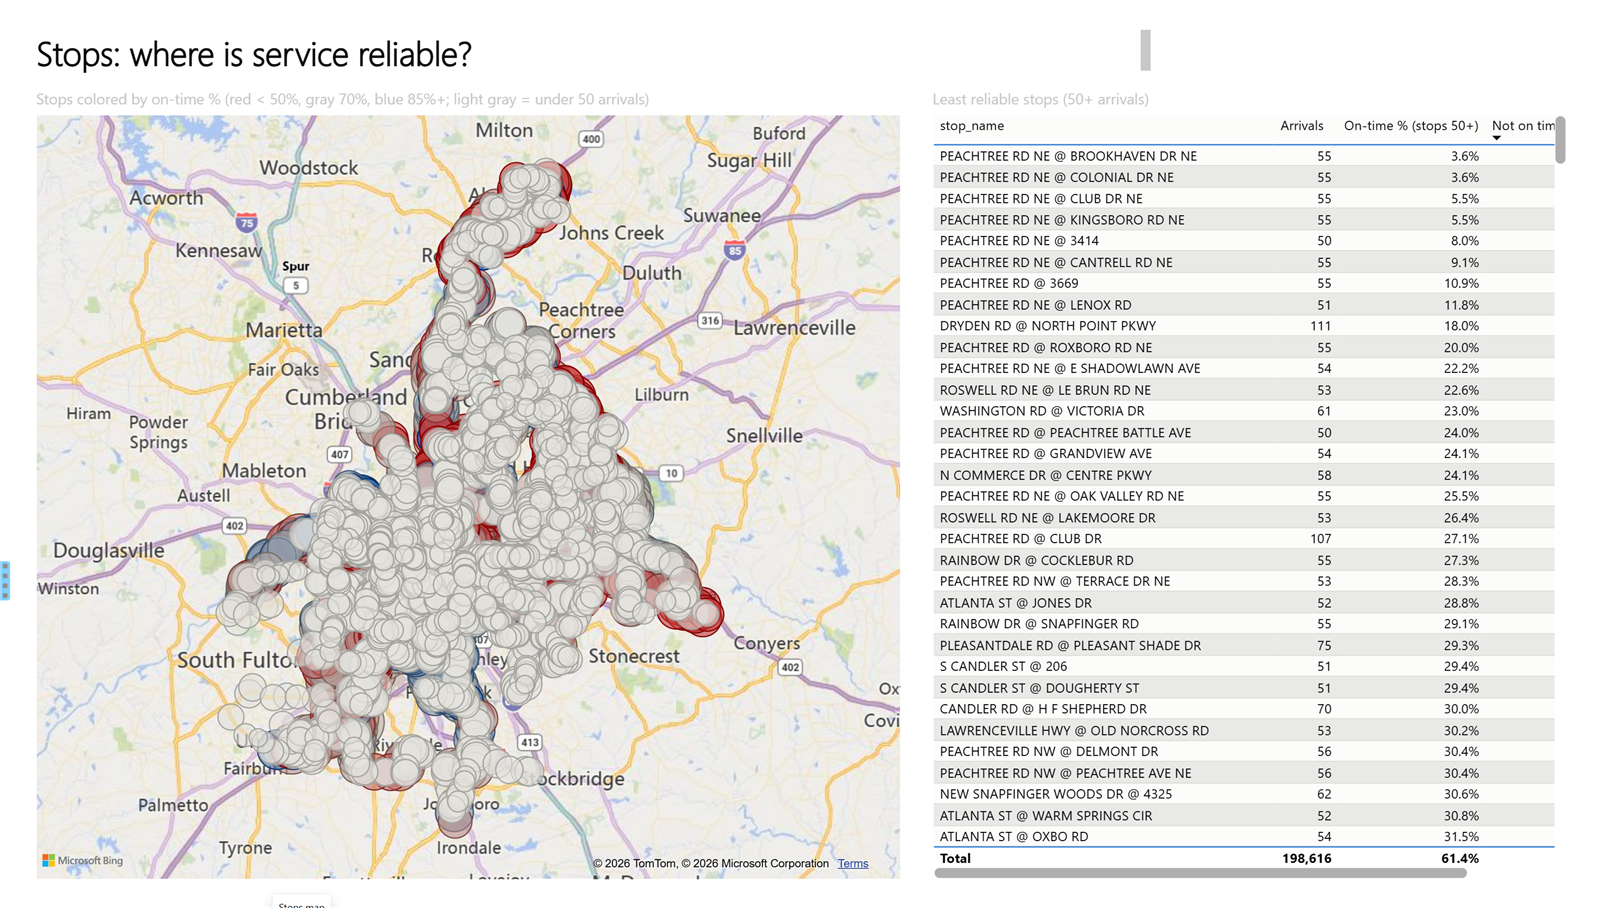 Stops: where is service reliable?
Stops colored by on-time % (red < 50%, gray 70%, blue 85%+; light gray = under 50 arrivals)
Milton
400
Buford
Sugar Hill
Woodstock
Acworth
75
Suwanee
Johns Creek
Kennesaw
85
Spur
5
Duluth
Peachtree
Corners
316
Lawrenceville
Marietta
Fair Oaks
Cumberland
Lilburn
Hiram
Powder
Springs
Snellville
407
Mableton
10
Austell
402
Douglasville
Winston
Conyers
402
Stonecrest
413
Palmetto
Tyrone
Irondale
Microsoft Bing
© 2026 TomTom, © 2026 Microsoft Corporation Terms
Least reliable stops (50+ arrivals)
stop_name Arrivals On-time % (stops 50+) Not on tim
PEACHTREE RD NE @ BROOKHAVEN DR NE 55 3.6%
PEACHTREE RD NE @ COLONIAL DR NE 55 3.6%
PEACHTREE RD NE @ CLUB DR NE 55 5.5%
PEACHTREE RD NE @ KINGSBORO RD NE 55 5.5%
PEACHTREE RD NE @ 3414 50 8.0%
PEACHTREE RD NE @ CANTRELL RD NE 55 9.1%
PEACHTREE RD @ 3669 55 10.9%
PEACHTREE RD NE @ LENOX RD 51 11.8%
DRYDEN RD @ NORTH POINT PKWY 111 18.0%
PEACHTREE RD @ ROXBORO RD NE 55 20.0%
PEACHTREE RD NE @ E SHADOWLAWN AVE 54 22.2%
ROSWELL RD NE @ LE BRUN RD NE 53 22.6%
WASHINGTON RD @ VICTORIA DR 61 23.0%
PEACHTREE RD @ PEACHTREE BATTLE AVE 50 24.0%
PEACHTREE RD @ GRANDVIEW AVE 54 24.1%
N COMMERCE DR @ CENTRE PKWY 58 24.1%
PEACHTREE RD NE @ OAK VALLEY RD NE 55 25.5%
ROSWELL RD NE @ LAKEMOORE DR 53 26.4%
PEACHTREE RD @ CLUB DR 107 27.1%
RAINBOW DR @ COCKLEBUR RD 55 27.3%
PEACHTREE RD NW @ TERRACE DR NE 53 28.3%
ATLANTA ST @ JONES DR 52 28.8%
RAINBOW DR @ SNAPFINGER RD 55 29.1%
PLEASANTDALE RD @ PLEASANT SHADE DR 75 29.3%
S CANDLER ST @ 206 51 29.4%
S CANDLER ST @ DOUGHERTY ST 51 29.4%
CANDLER RD @ H F SHEPHERD DR 70 30.0%
LAWRENCEVILLE HWY @ OLD NORCROSS RD 53 30.2%
PEACHTREE RD NW @ DELMONT DR 56 30.4%
PEACHTREE RD NW @ PEACHTREE AVE NE 56 30.4%
NEW SNAPFINGER WOODS DR @ 4325 62 30.6%
ATLANTA ST @ WARM SPRINGS CIR 52 30.8%
ATLANTA ST @ OXBO RD 54 31.5%
Total 198,616 61.4%